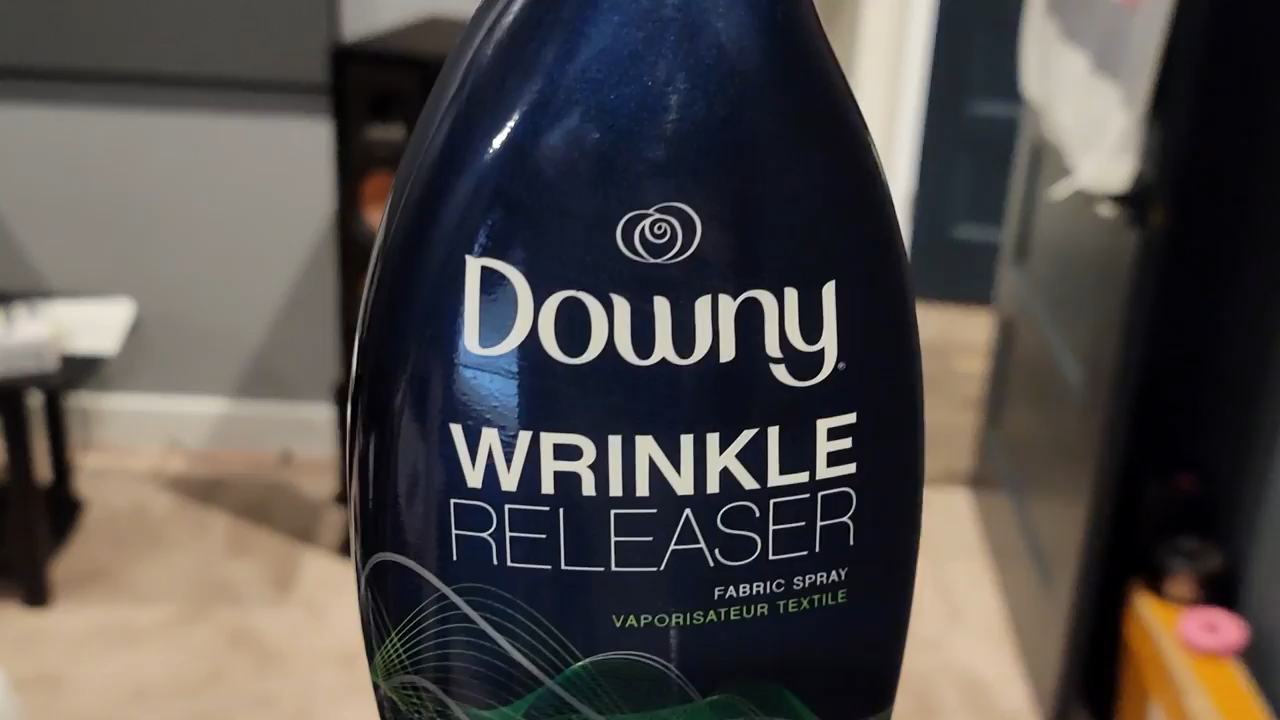 Downy
WRINKLE
RELEASER
FABRIC SPRAY
VAPORISATEUR TEXTILE